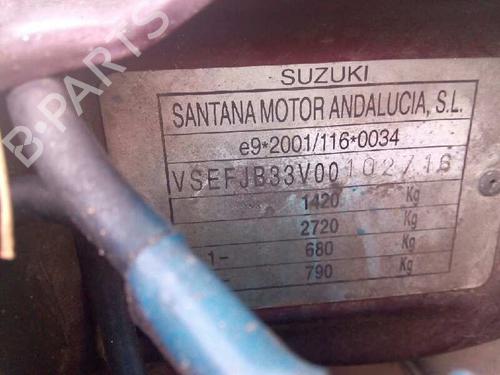 B-PARTS
SUZUKI
SANTANA MOTOR ANDALUCIA, S.L.
e9*2001/116*0034
VSEFJB33V00102716
1420 Kg
2720 Kg
1- 680 Kg
790 Kg